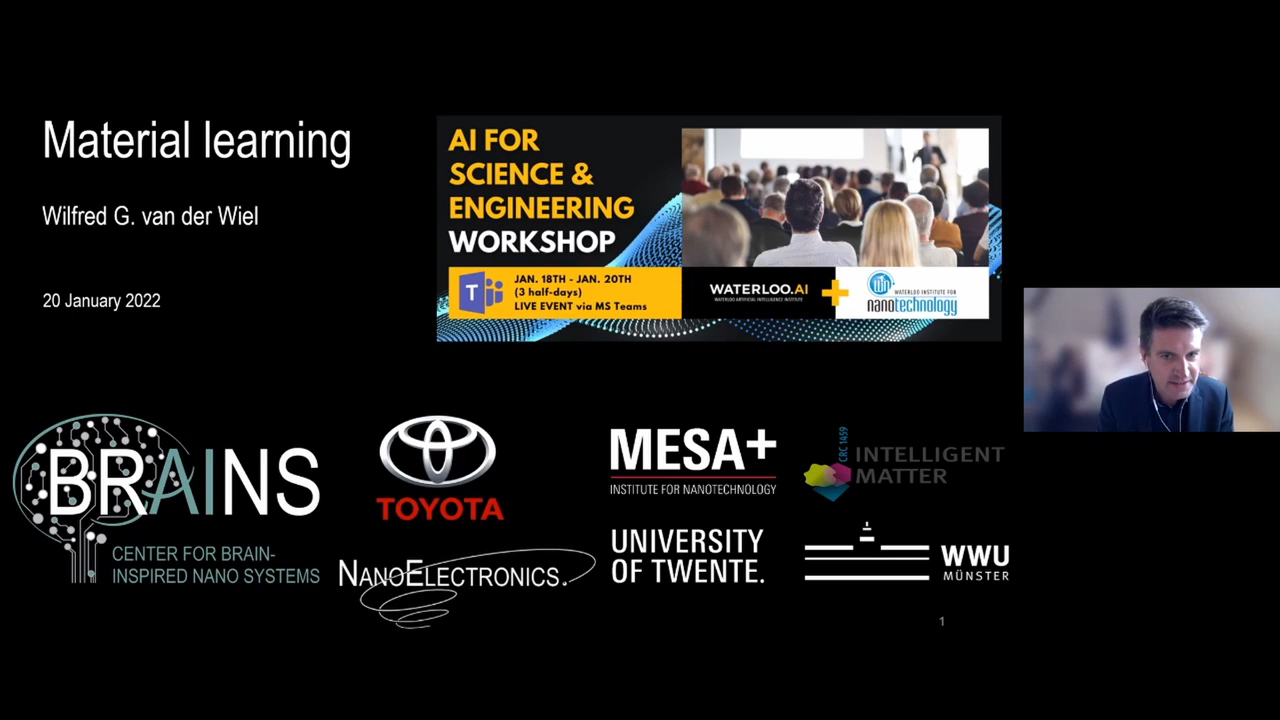 Material learning
Wilfred G. van der Wiel
20 January 2022
AI FOR
SCIENCE &
ENGINEERING
WORKSHOP
T
JAN. 18TH - JAN. 20TH
(3 half-days)
LIVE EVENT via MS Teams
WATERLOO.AI
WATERLOO ARTIFICIAL INTELLIGENCE INSTITUTE
WATERLOO INSTITUTE FOR
nanotechnology
BRAINS
CENTER FOR BRAIN-
INSPIRED NANO SYSTEMS
TOYOTA
NANOELECTRONICS.
MESA+
INSTITUTE FOR NANOTECHNOLOGY
UNIVERSITY
OF TWENTE.
CRC 1459
INTELLIGENT
MATTER
WWU
MÜNSTER
1